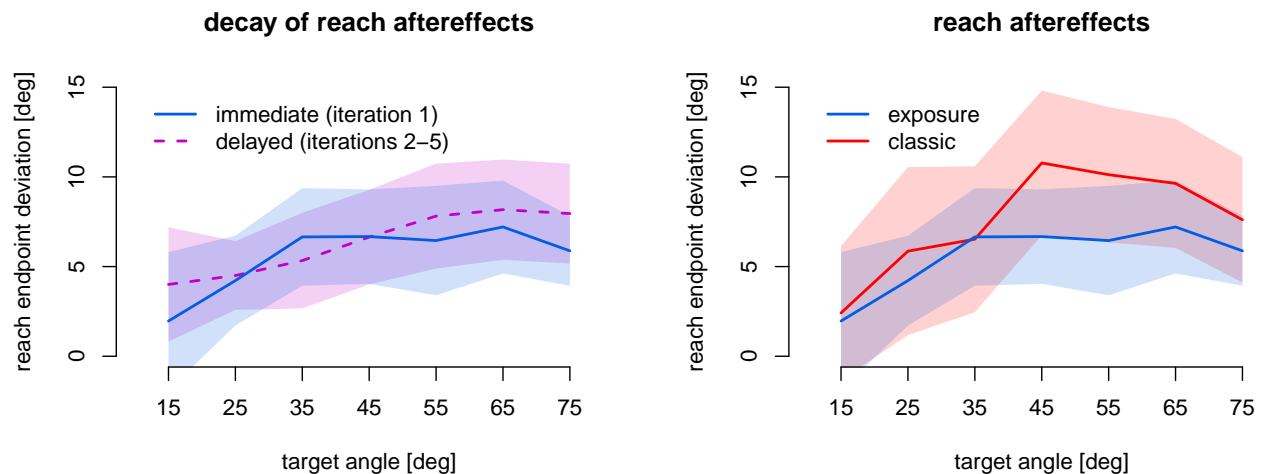 decay of reach aftereffects
reach endpoint deviation [deg]
15
10
5
0
immediate (iteration 1)
delayed (iterations 2−5)
15 25 35 45 55 65 75
target angle [deg]
reach aftereffects
reach endpoint deviation [deg]
15
10
5
0
exposure
classic
15 25 35 45 55 65 75
target angle [deg]